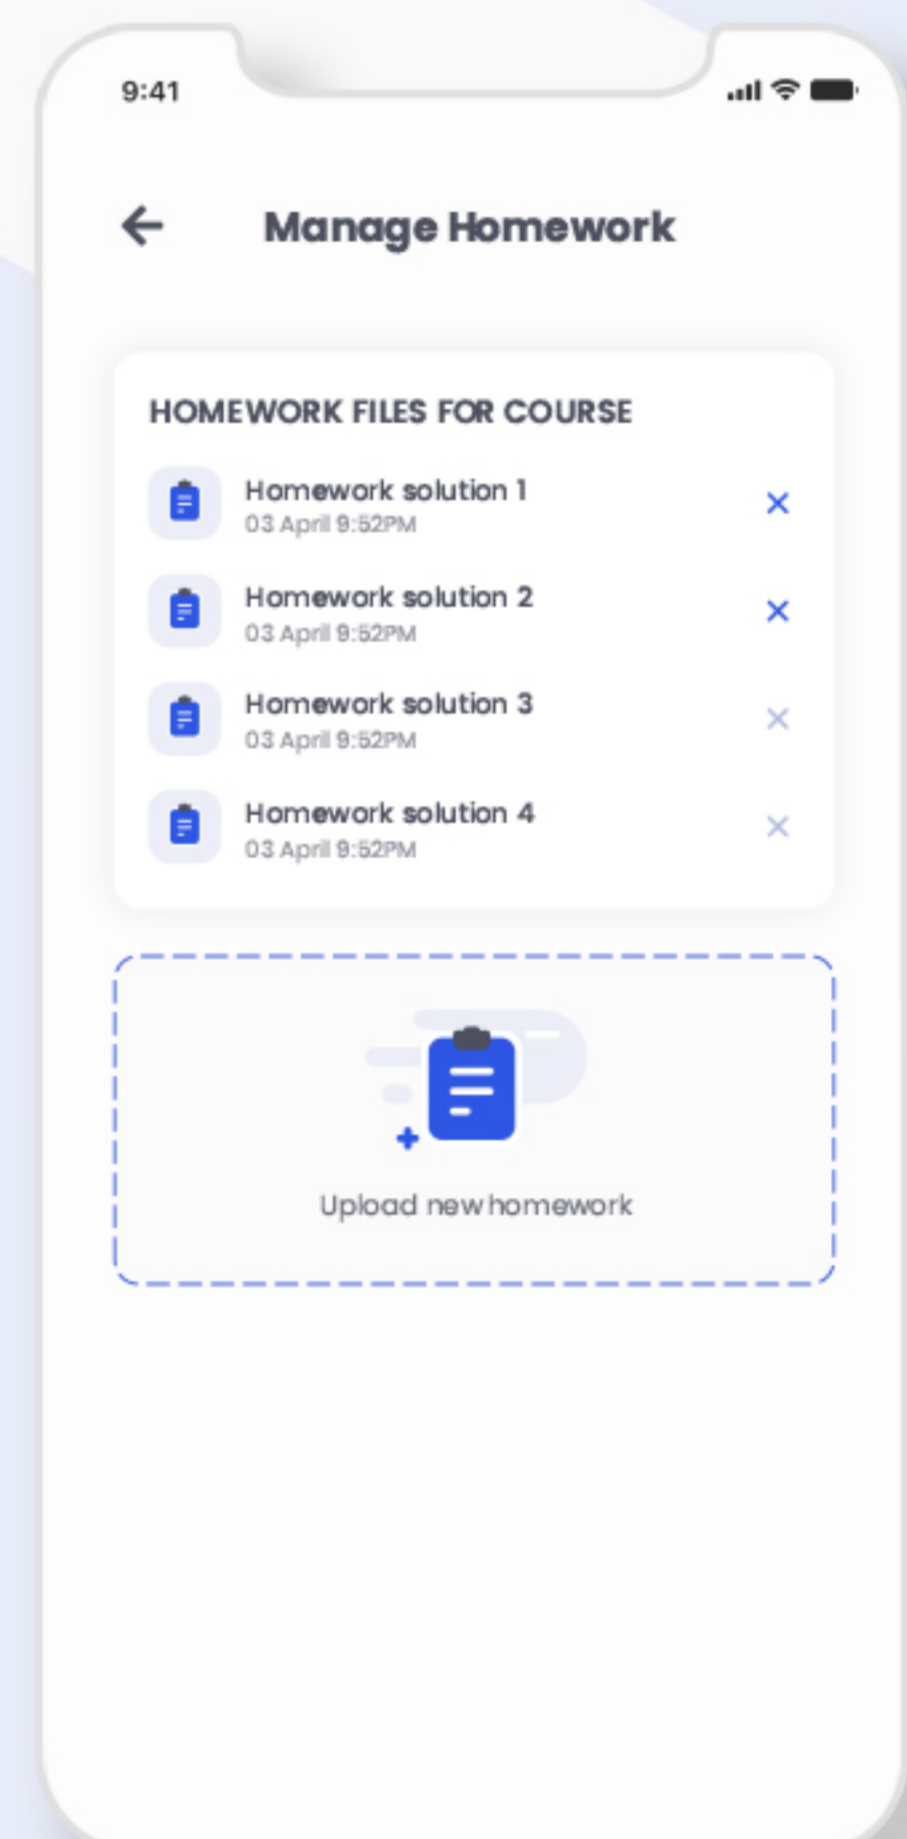 9:41
Manage Homework
HOMEWORK FILES FOR COURSE
Homework solution 1
03 April 9:52PM
Homework solution 2
03 April 9:52PM
Homework solution 3
03 April 9:52PM
Homework solution 4
03 April 9:52PM
Upload new homework